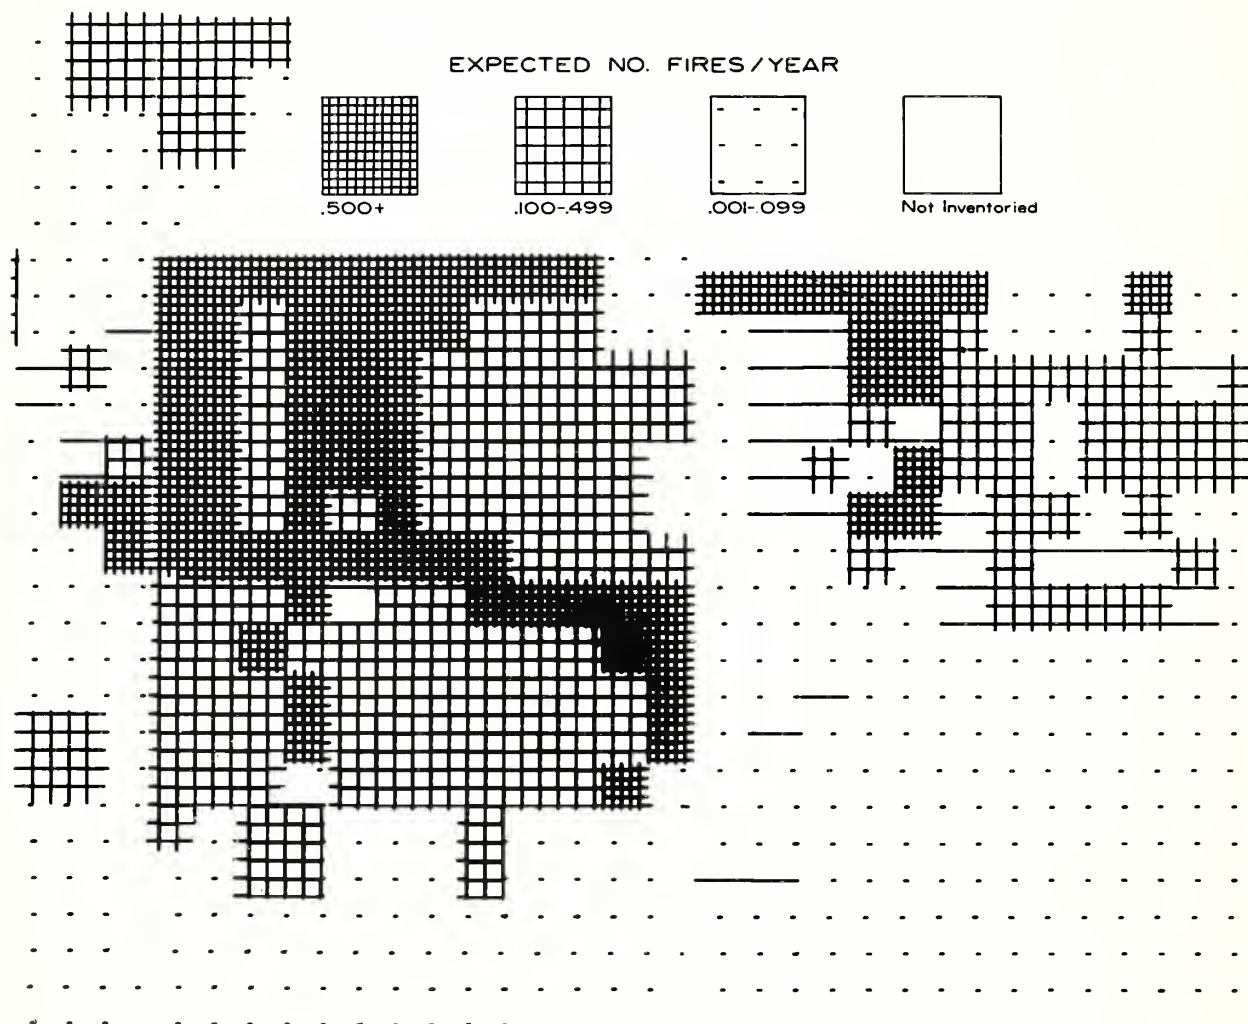 EXPECTED NO. FIRES/YEAR
.500+ .100-.499 .001-.099 Not Inventoried